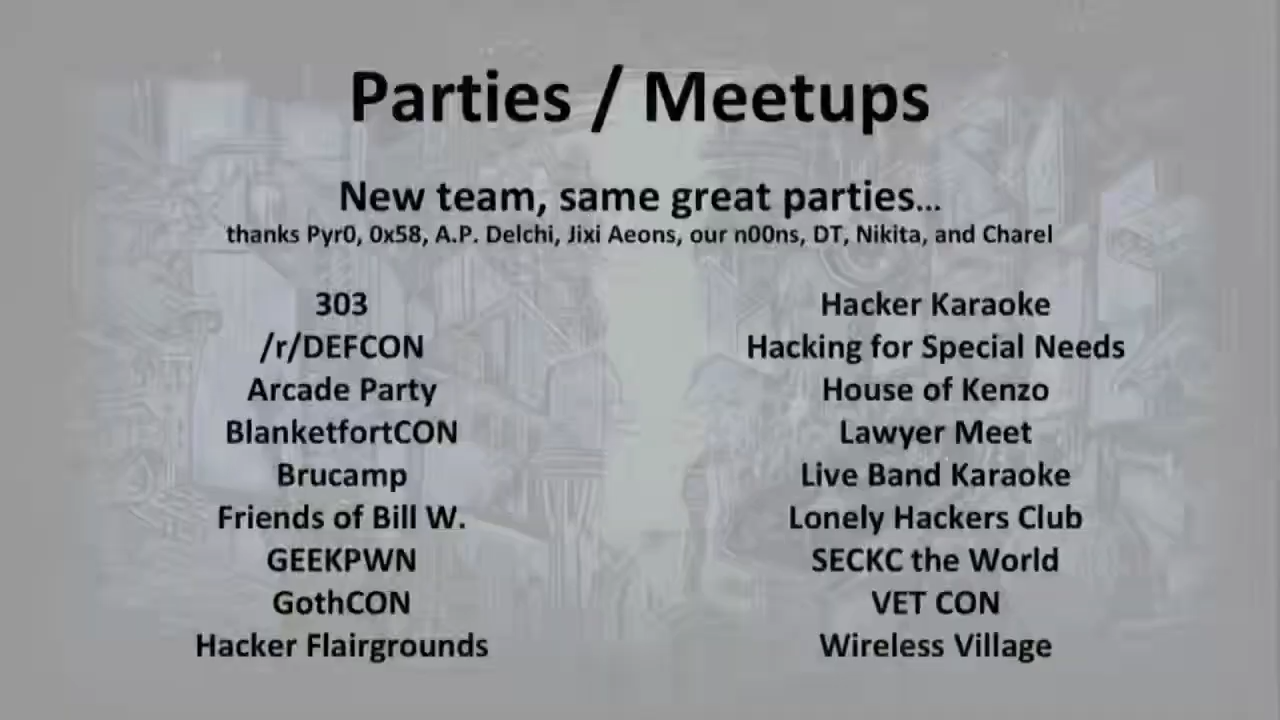 Parties / Meetups
New team, same great parties...
thanks Pyr0, 0x58, A.P. Delchi, Jixi Aeons, our n00ns, DT, Nikita, and Charel
303
/r/DEFCON
Arcade Party
BlanketfortCON
Brucamp
Friends of Bill W.
GEEKPWN
GothCON
Hacker Flairgrounds
Hacker Karaoke
Hacking for Special Needs
House of Kenzo
Lawyer Meet
Live Band Karaoke
Lonely Hackers Club
SECKC the World
VET CON
Wireless Village